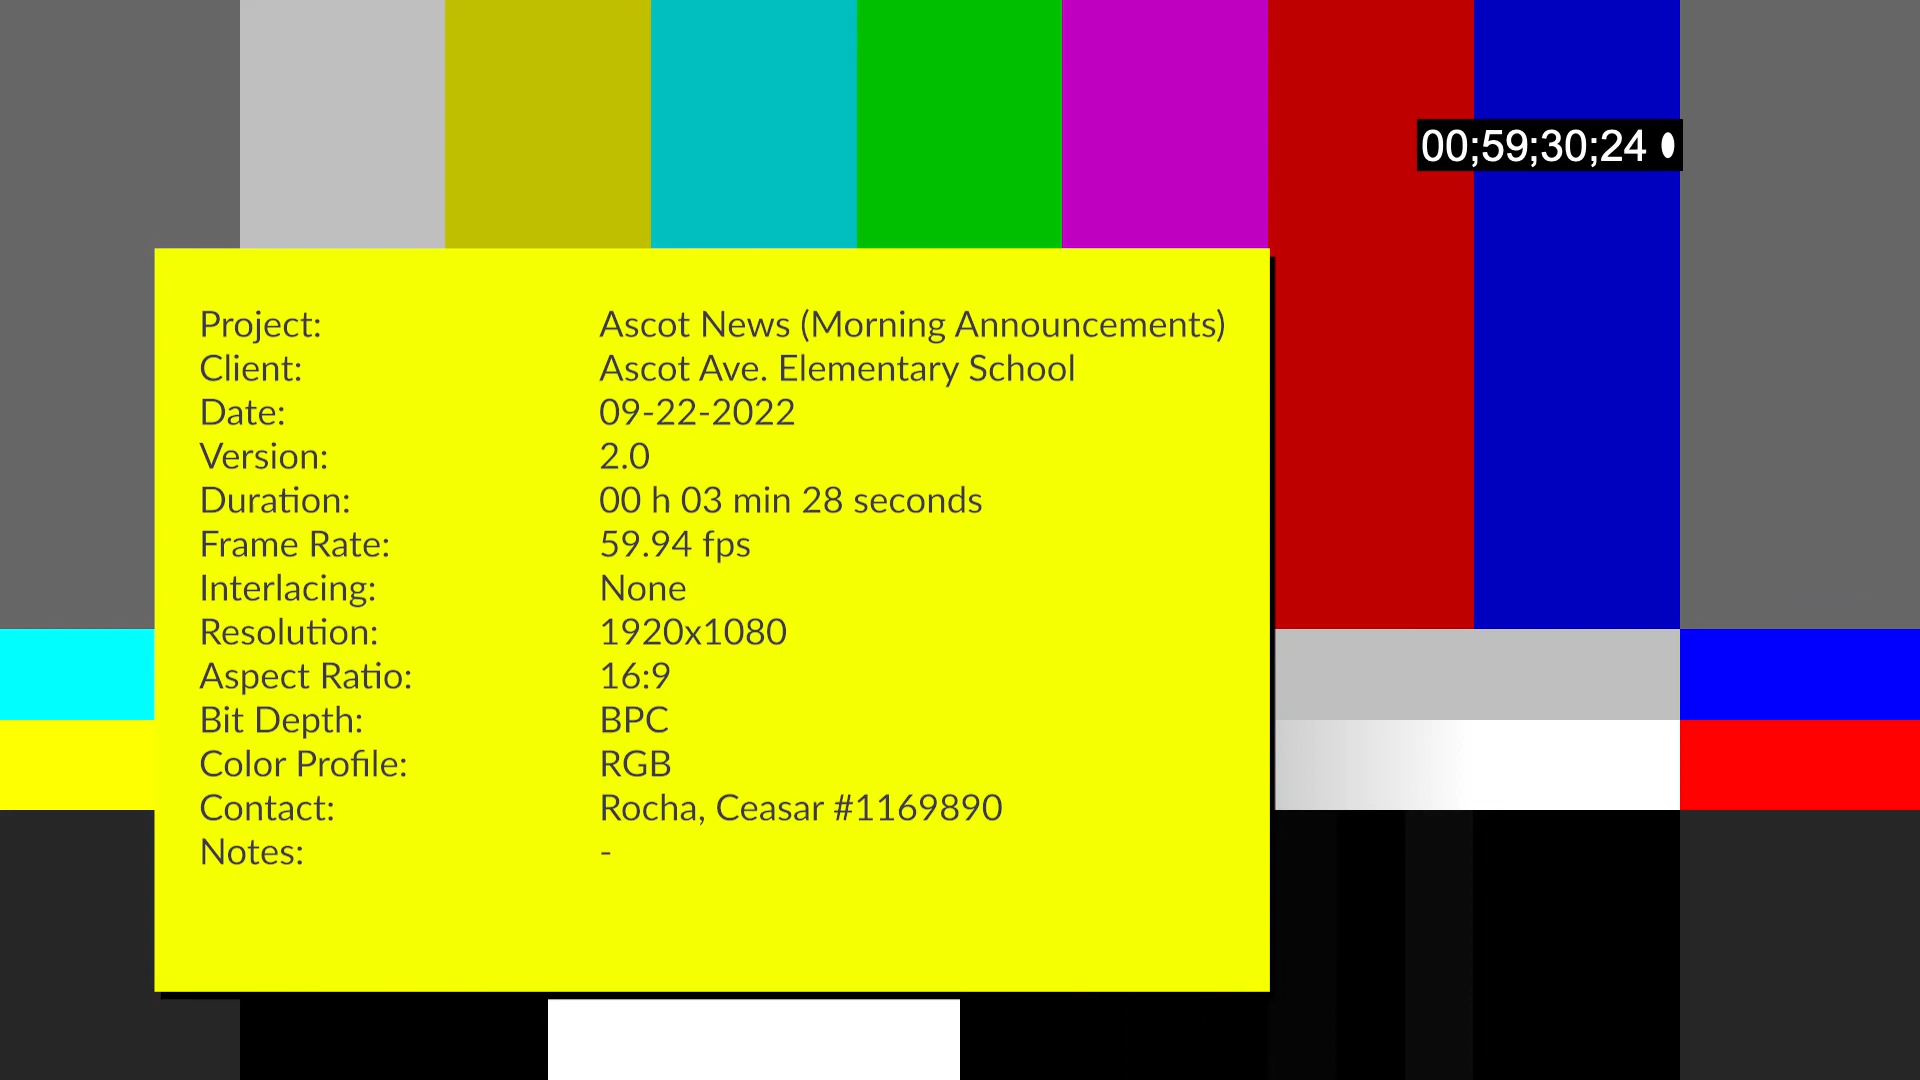 00;59;30;24
Project: Ascot News (Morning Announcements)
Client: Ascot Ave. Elementary School
Date: 09-22-2022
Version: 2.0
Duration: 00 h 03 min 28 seconds
Frame Rate: 59.94 fps
Interlacing: None
Resolution: 1920x1080
Aspect Ratio: 16:9
Bit Depth: BPC
Color Profile: RGB
Contact: Rocha, Ceasar #1169890
Notes: -